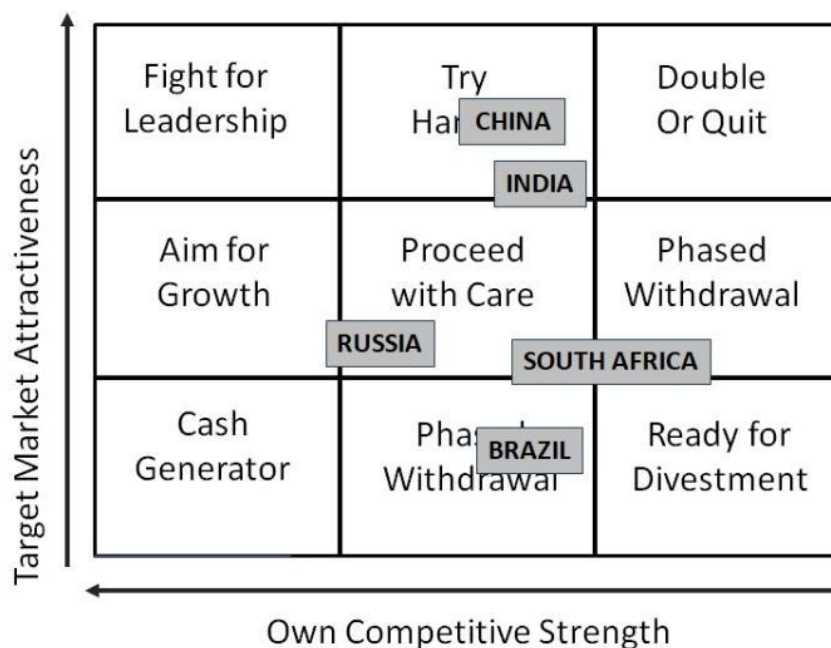 Target Market Attractiveness
Fight for
Leadership
Try
CHINA
INDIA
Double
Or Quit
Aim for
Growth
Proceed
with Care
Phased
Withdrawal
RUSSIA
SOUTH AFRICA
Cash
Generator
BRAZIL
Withdrawal
Ready for
Divestment
Own Competitive Strength